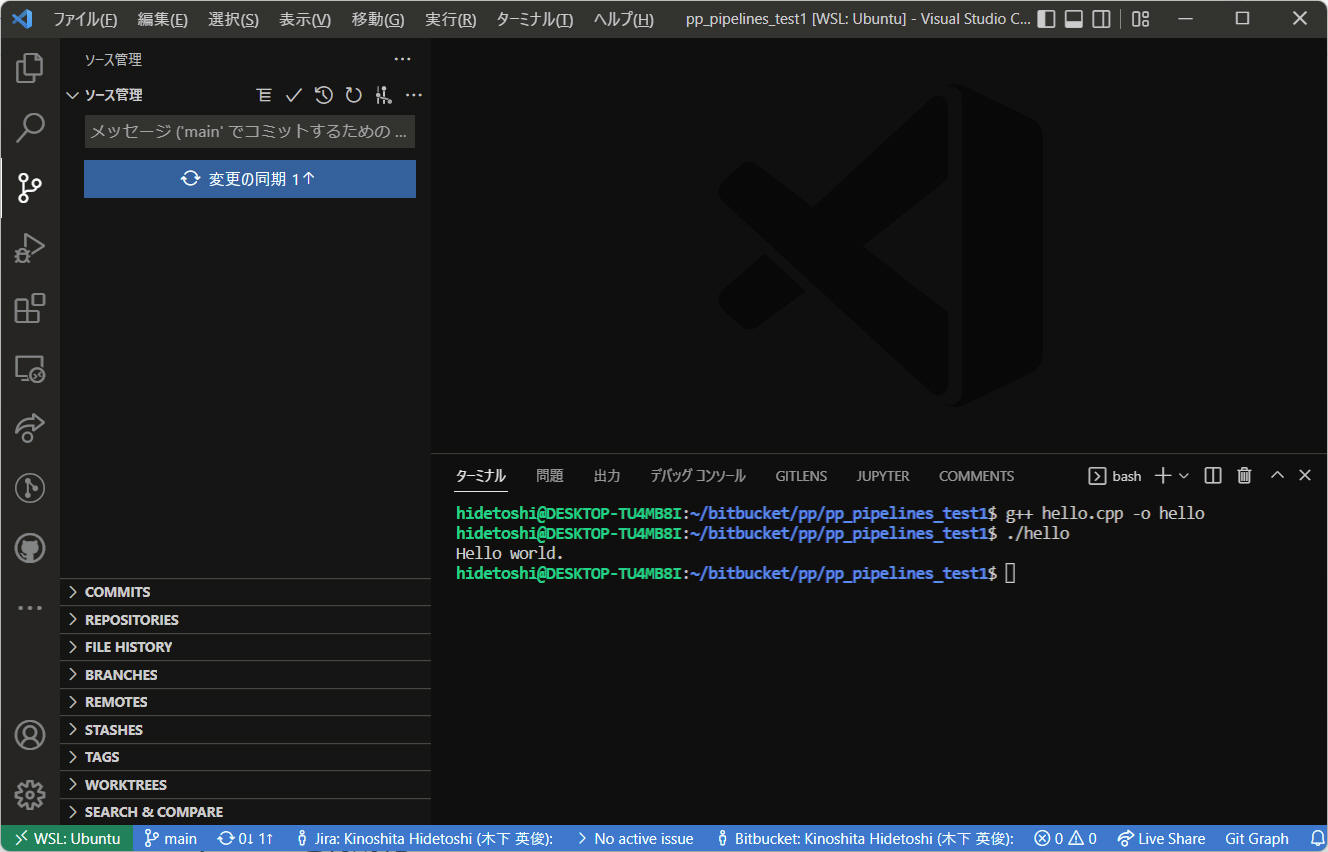 ファイル(F) 編集(E) 選択(S) 表示(V) 移動(G) 実行(R) ターミナル(T) ヘルプ(H) pp_pipelines_test1 [WSL: Ubuntu] - Visual Studio C...
ソース管理
ソース管理
メッセージ ('main' でコミットするための ...
変更の同期 1↑
ターミナル 問題 出力 デバッグ コンソール GITLENS JUPYTER COMMENTS bash
hidetoshi@DESKTOP-TU4MB8I:~/bitbucket/pp/pp_pipelines_test1$ g++ hello.cpp -o hello
hidetoshi@DESKTOP-TU4MB8I:~/bitbucket/pp/pp_pipelines_test1$ ./hello
Hello world.
hidetoshi@DESKTOP-TU4MB8I:~/bitbucket/pp/pp_pipelines_test1$
COMMITS
REPOSITORIES
FILE HISTORY
BRANCHES
REMOTES
STASHES
TAGS
WORKTREES
SEARCH & COMPARE
WSL: Ubuntu main 0↓ 1↑ Jira: Kinoshita Hidetoshi (木下 英俊): No active issue Bitbucket: Kinoshita Hidetoshi (木下 英俊): 0 0 Live Share Git Graph